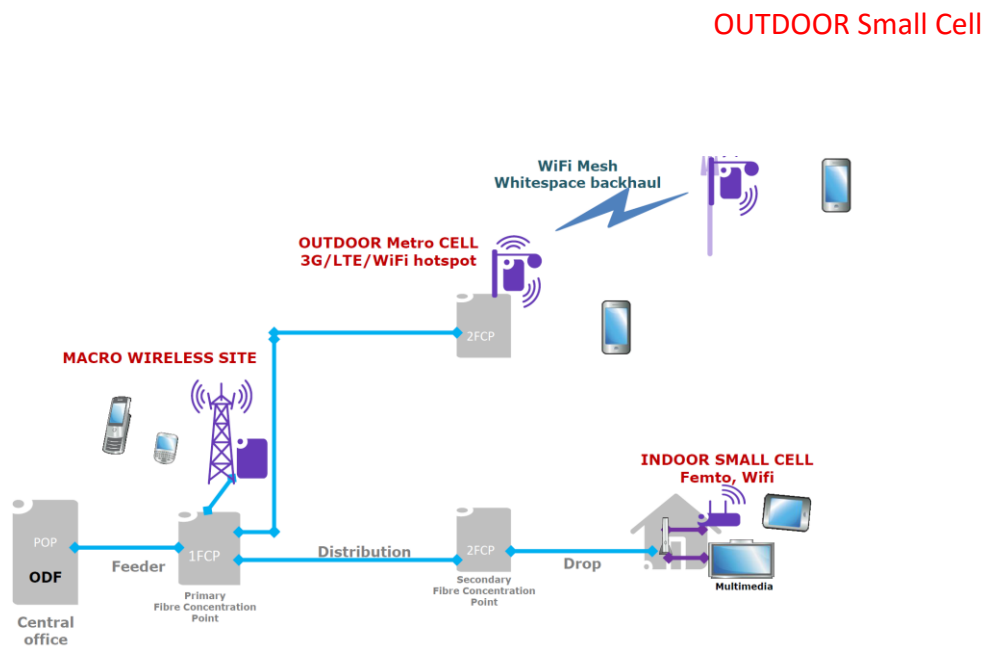 OUTDOOR Small Cell
WiFi Mesh
Whitespace backhaul
OUTDOOR Metro CELL
3G/LTE/WiFi hotspot
2FCP
MACRO WIRELESS SITE
INDOOR SMALL CELL
Femto, Wifi
POP
ODF
Feeder
1FCP
Distribution
2FCP
Drop
Multimedia
Primary
Fibre Concentration
Point
Secondary
Fibre Concentration
Point
Central
office